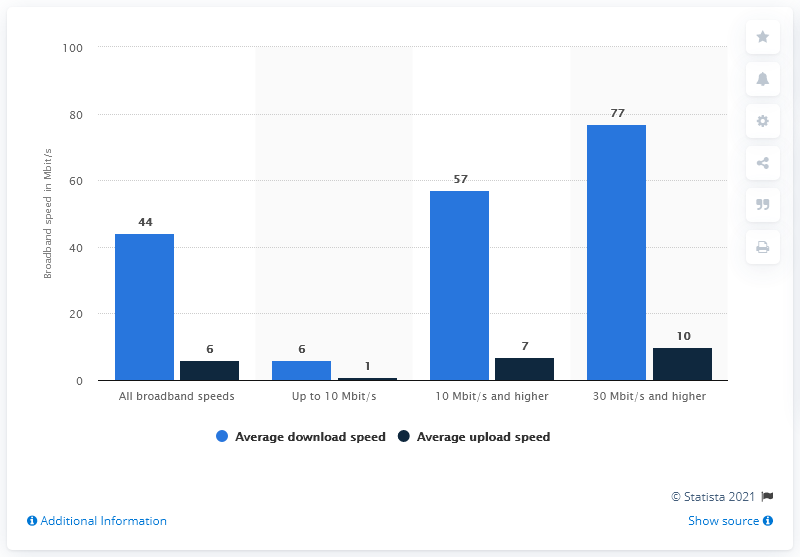 100
80
60
40
20
0
Broadband speed in Mbit/s
44
6
6
1
57
7
77
10
All broadband speeds
Up to 10 Mbit/s
10 Mbit/s and higher
30 Mbit/s and higher
Average download speed
Average upload speed
© Statista 2021
Additional Information
Show source